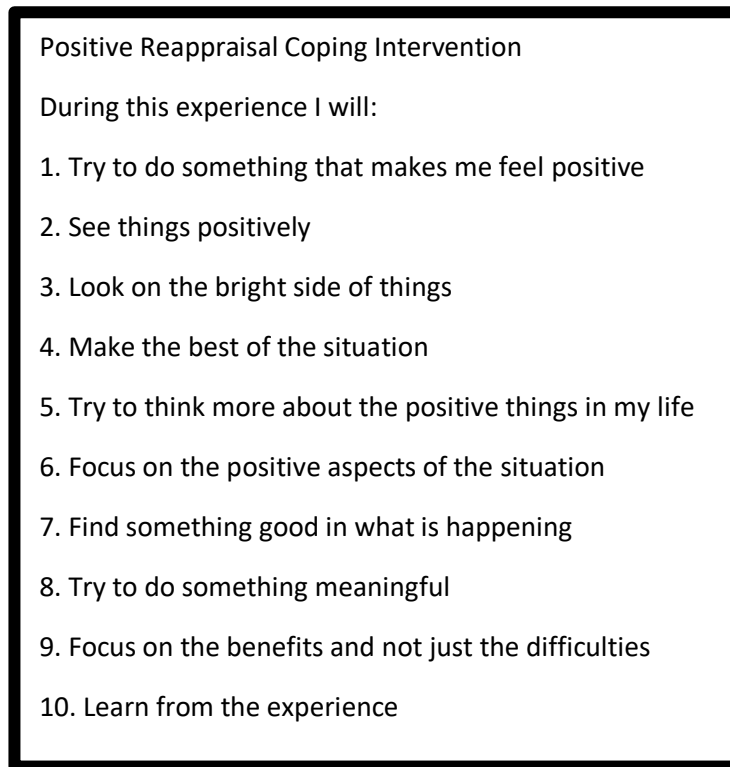 Positive Reappraisal Coping Intervention
During this experience I will:
1. Try to do something that makes me feel positive
2. See things positively
3. Look on the bright side of things
4. Make the best of the situation
5. Try to think more about the positive things in my life
6. Focus on the positive aspects of the situation
7. Find something good in what is happening
8. Try to do something meaningful
9. Focus on the benefits and not just the difficulties
10. Learn from the experience